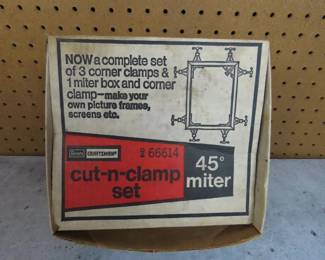 NOW a complete set
of 3 corner clamps &
1 miter box and corner
clamp-make your
own picture frames,
screens etc.
Sears
CRAFTSMAN
66614
cut-n-clamp
set
45°
miter